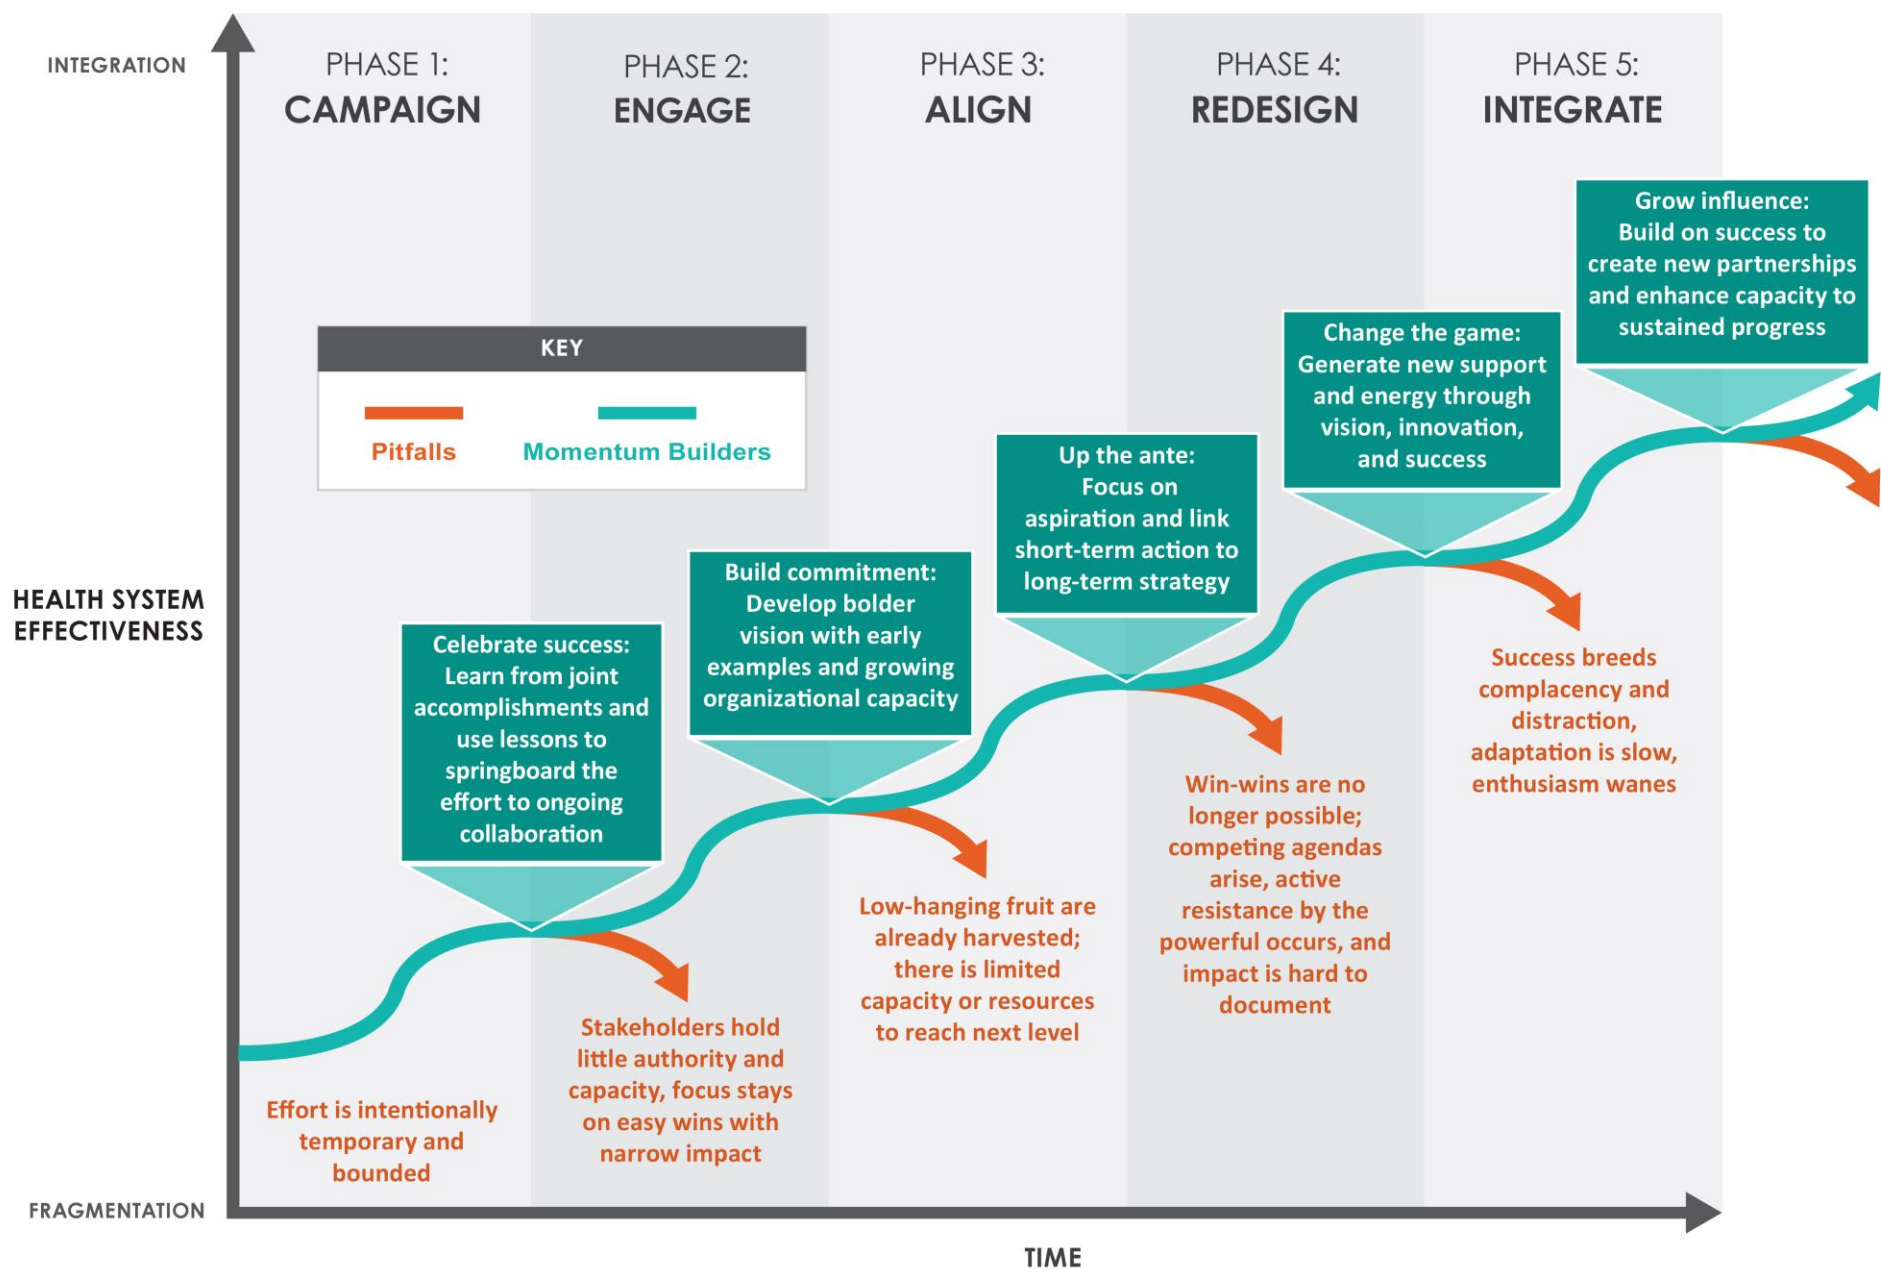 INTEGRATION
PHASE 1:
CAMPAIGN
PHASE 2:
ENGAGE
PHASE 3:
ALIGN
PHASE 4:
REDESIGN
PHASE 5:
INTEGRATE
KEY
Pitfalls
Momentum Builders
HEALTH SYSTEM
EFFECTIVENESS
Celebrate success:
Learn from joint
accomplishments and
use lessons to
springboard the
effort to ongoing
collaboration
Build commitment:
Develop bolder
vision with early
examples and growing
organizational capacity
Up the ante:
Focus on
aspiration and link
short-term action to
long-term strategy
Change the game:
Generate new support
and energy through
vision, innovation,
and success
Grow influence:
Build on success to
create new partnerships
and enhance capacity to
sustained progress
Effort is intentionally
temporary and
bounded
Stakeholders hold
little authority and
capacity, focus stays
on easy wins with
narrow impact
Low-hanging fruit are
already harvested;
there is limited
capacity or resources
to reach next level
Win-wins are no
longer possible;
competing agendas
arise, active
resistance by the
powerful occurs, and
impact is hard to
document
Success breeds
complacency and
distraction,
adaptation is slow,
enthusiasm wanes
FRAGMENTATION
TIME